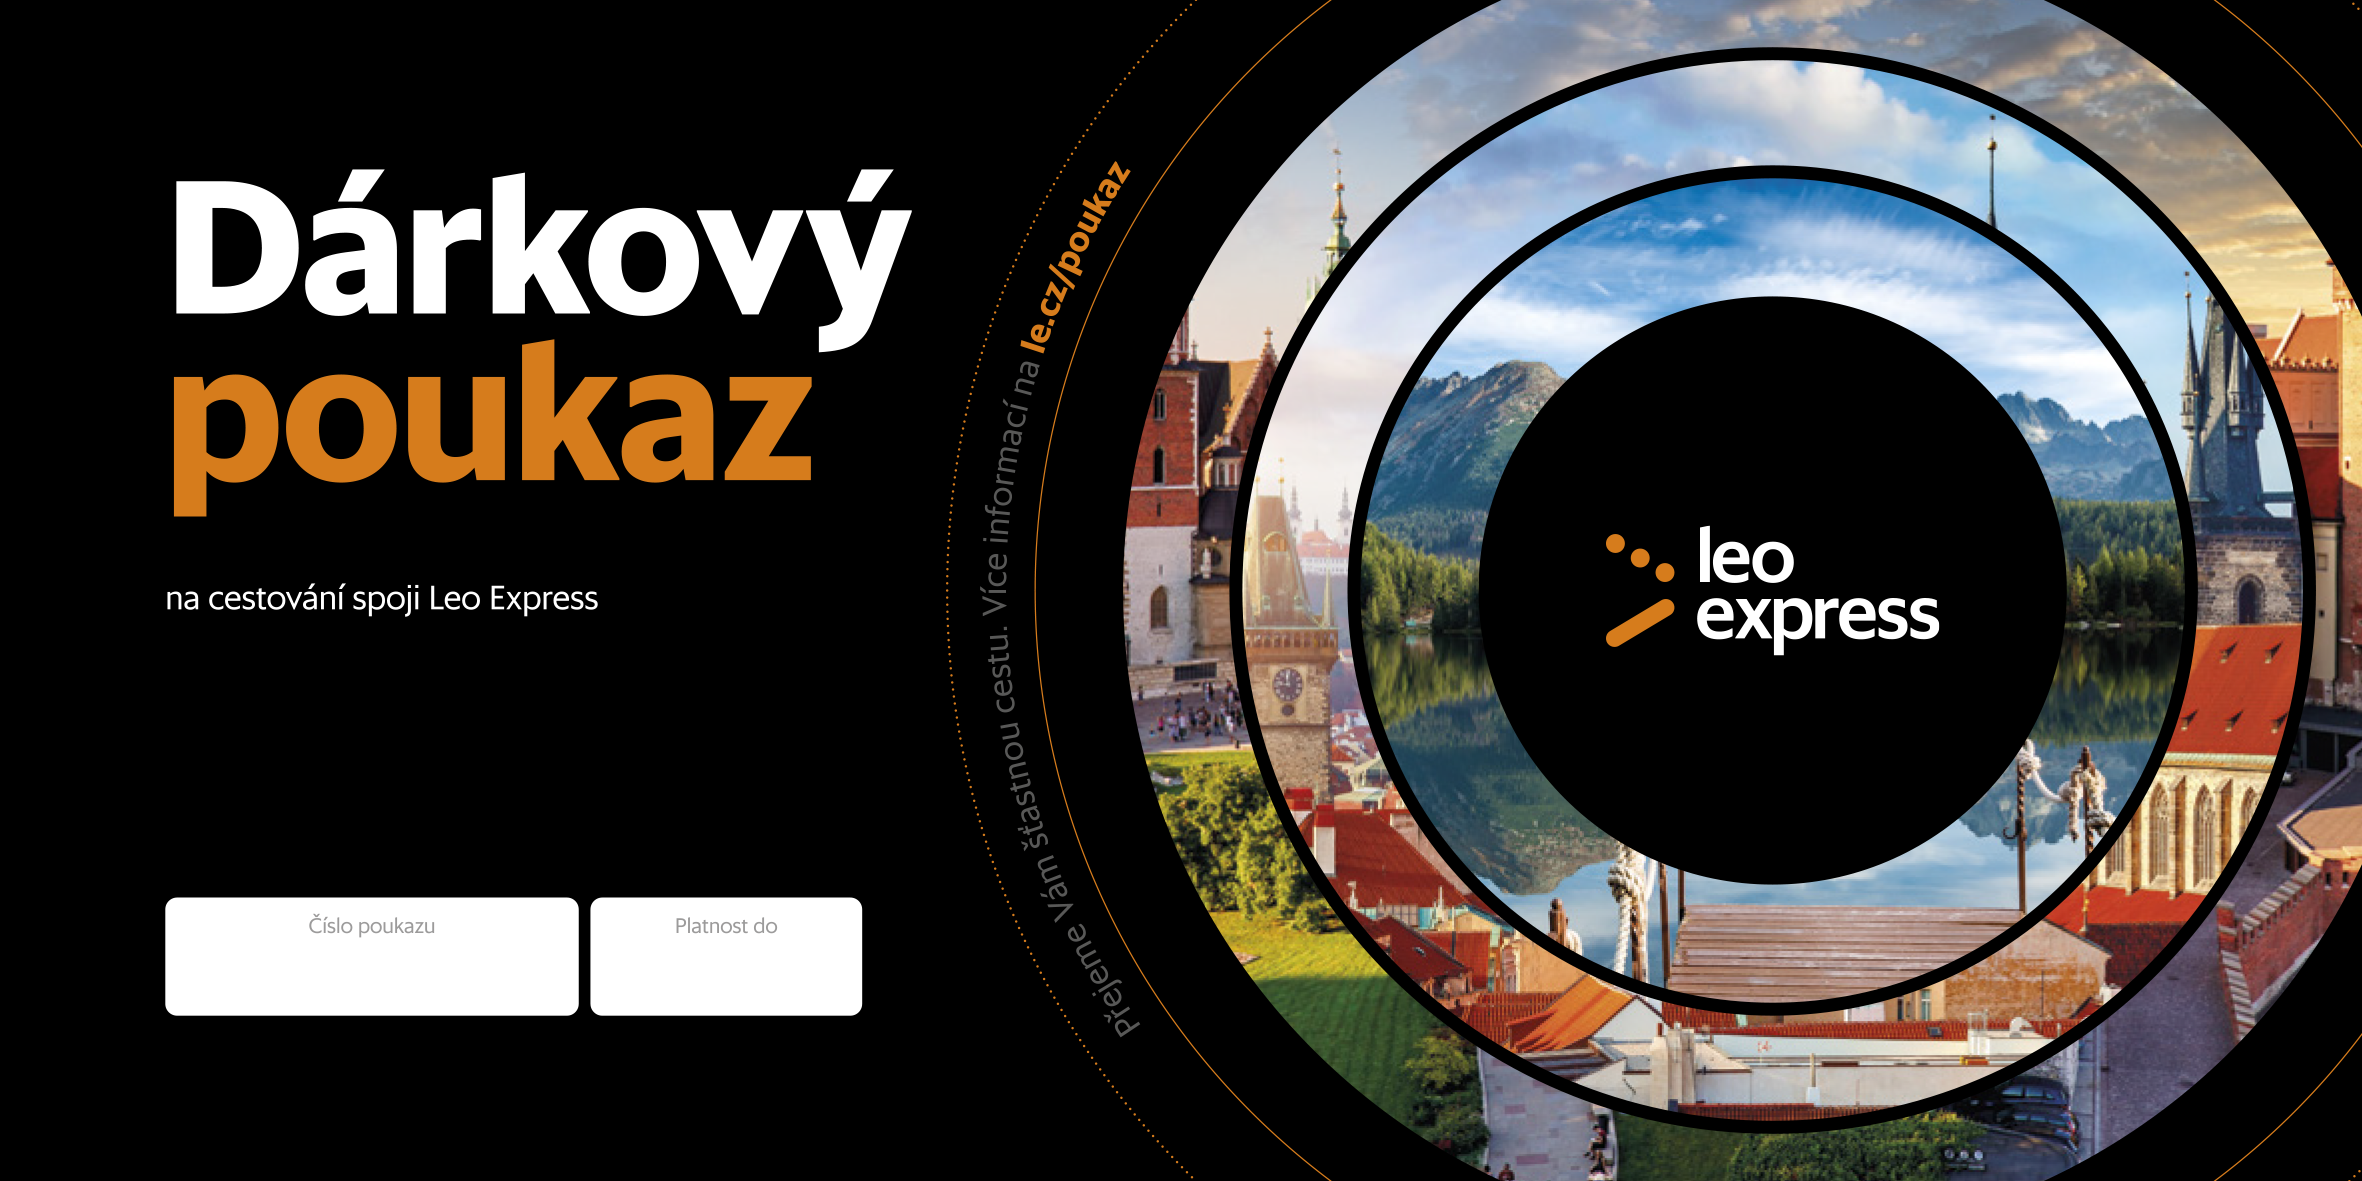 Dárkový
poukaz
na cestování spoji Leo Express
Číslo poukazu
Platnost do
Přejeme Vám šťastnou cestu. Více informací na le.cz/poukaz
leo
express